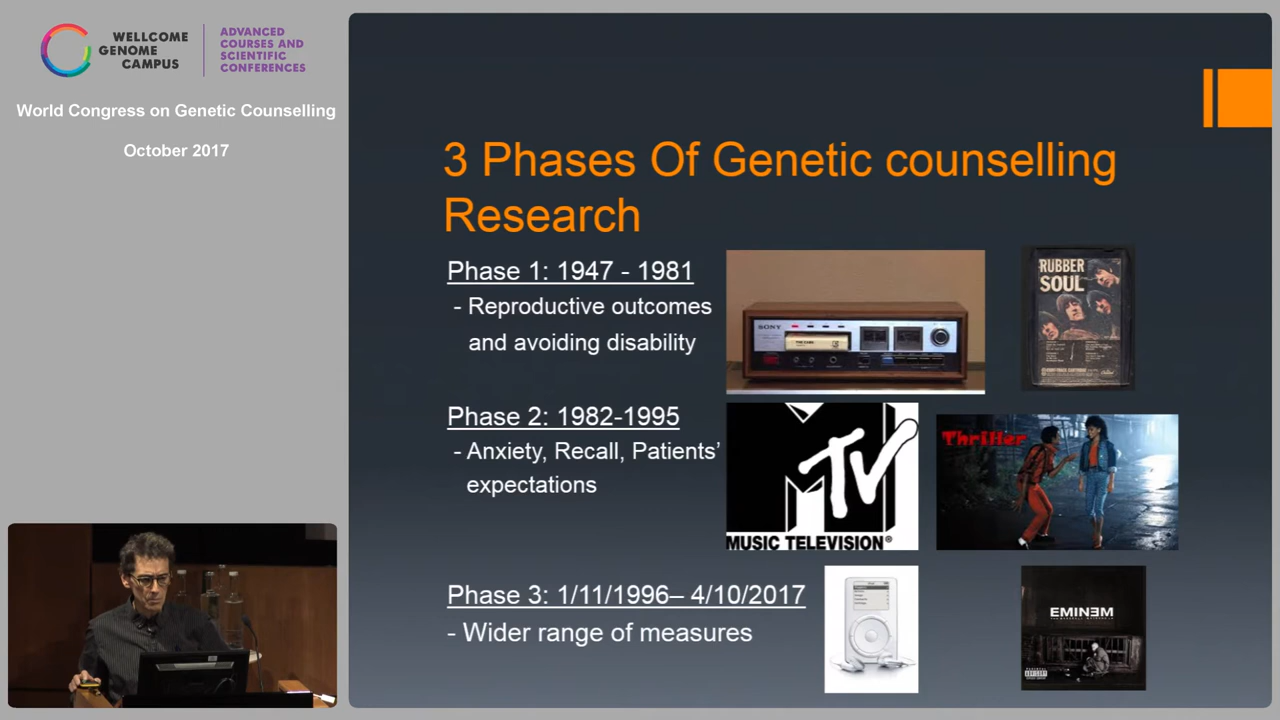 WELLCOME
GENOME
CAMPUS
ADVANCED
COURSES AND
SCIENTIFIC
CONFERENCES
World Congress on Genetic Counselling
October 2017
3 Phases Of Genetic counselling
Research
Phase 1: 1947 - 1981
- Reproductive outcomes
and avoiding disability
SONY
RUBBER
SOUL
Phase 2: 1982-1995
- Anxiety, Recall, Patients’
expectations
MTV
MUSIC TELEVISION®
Thriller
Phase 3: 1/11/1996– 4/10/2017
- Wider range of measures
EMINEM